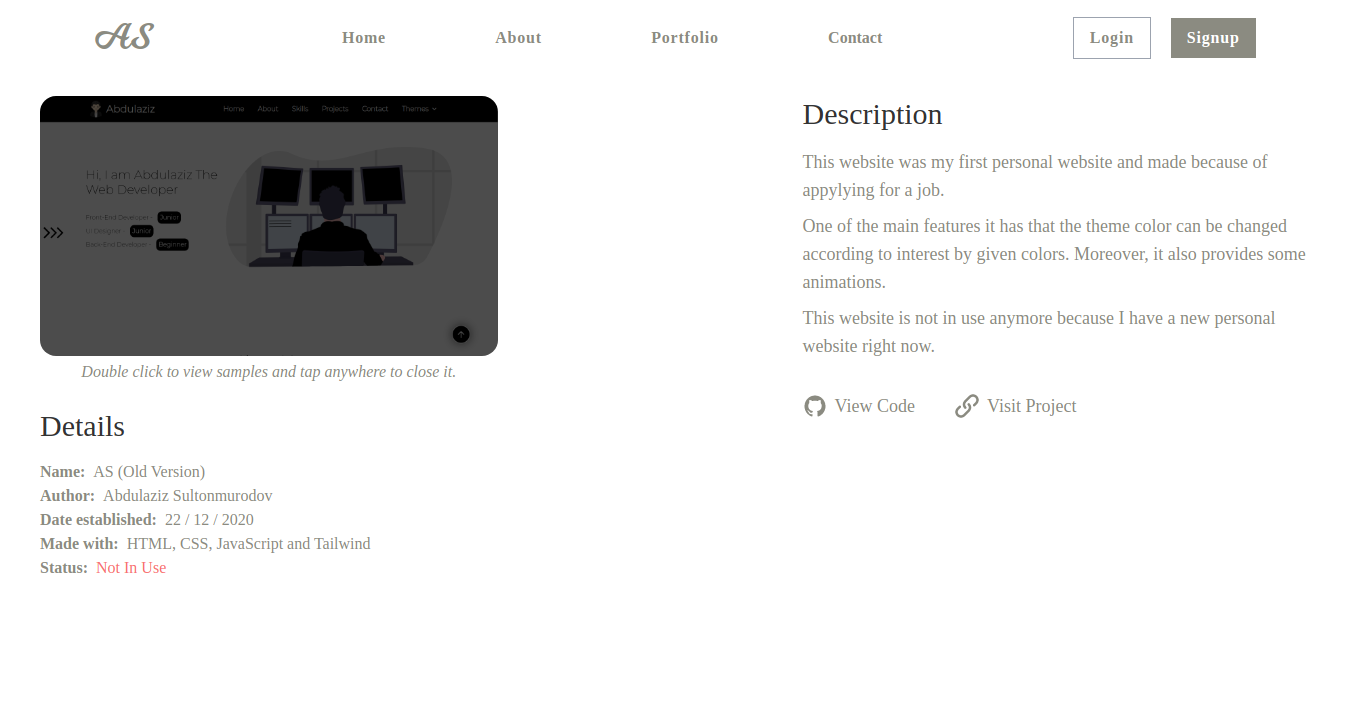 AS
Home About Portfolio Contact Login Signup
Abdulaziz Home About Skills Projects Contact Themes
Hi, I am Abdulaziz The
Web Developer
Front-End Developer - Junior
UI Designer - Junior
Back-End Developer - Beginner
Double click to view samples and tap anywhere to close it.
Details
Name: AS (Old Version)
Author: Abdulaziz Sultonmurodov
Date established: 22 / 12 / 2020
Made with: HTML, CSS, JavaScript and Tailwind
Status: Not In Use
Description
This website was my first personal website and made because of
appylying for a job.
One of the main features it has that the theme color can be changed
according to interest by given colors. Moreover, it also provides some
animations.
This website is not in use anymore because I have a new personal
website right now.
View Code Visit Project